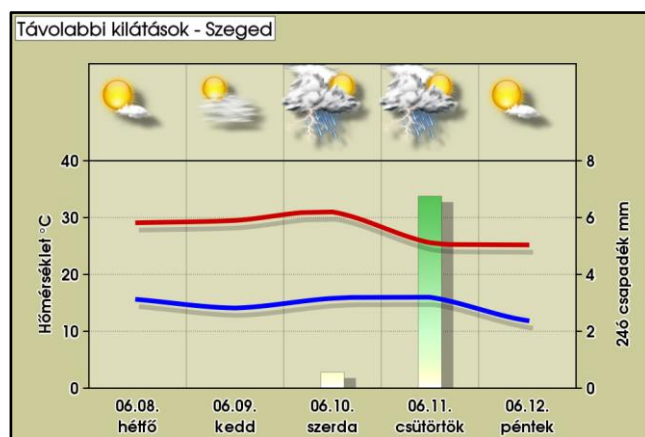 Távolabbi kilátások - Szeged
40
30
20
10
0
8
6
4
2
0
Hőmérséklet °C
24ó csapadék mm
06.08.
hétfő
06.09.
kedd
06.10.
szerda
06.11.
csütörtök
06.12.
péntek